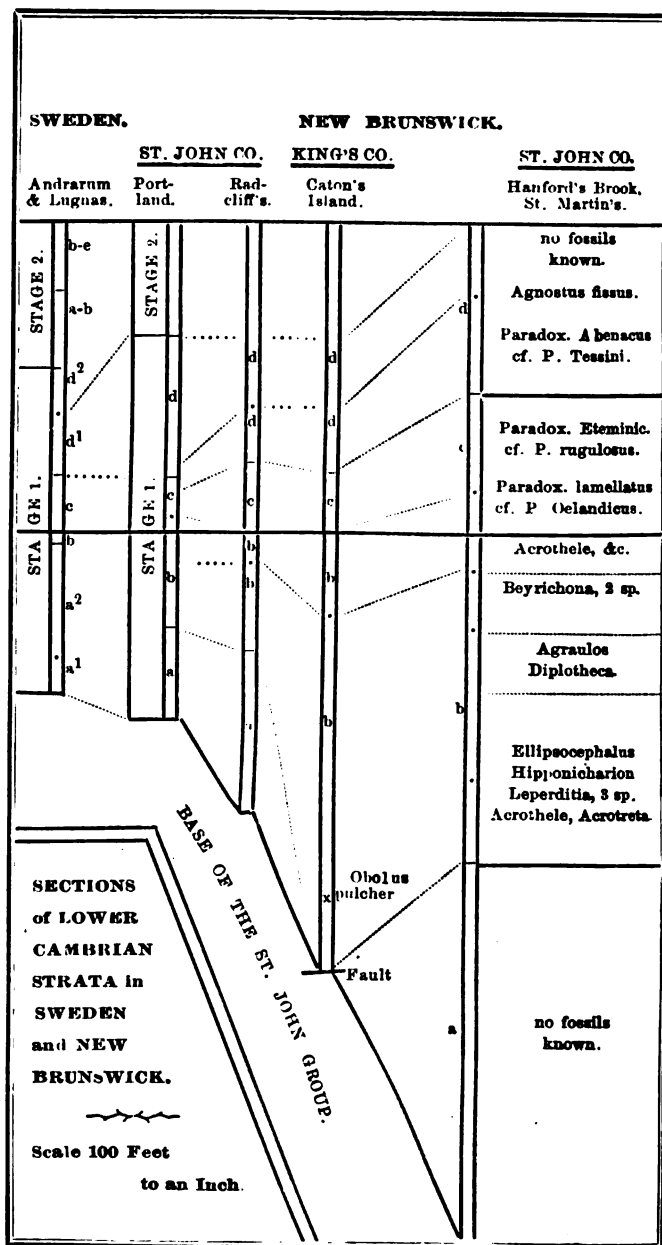 SWEDEN.
NEW BRUNSWICK.
ST. JOHN CO.
KING'S CO.
ST. JOHN CO.
Andrarum
& Lugnas.
Port-
land.
Rad-
cliff's.
Caton's
Island.
Hanford's Brook,
St. Martin's.
STAGE 2.
b-e
a-b
d2
d1
STAGE 1.
c
b
a2
a1
STAGE 2.
STAGE 1.
d
c
b
a
d
d
c
b
b
d
d
c
b
b
x
Obolus
pulcher
Fault
d
c
b
a
no fossils
known.
Agnostus fissus.
Paradox. Abenacus
cf. P. Tessini.
Paradox. Eteminic.
cf. P. rugulosus.
Paradox. lamellatus
cf. P Oelandicus.
Acrothele, &c.
Beyrichona, 2 sp.
Agraulos
Diplotheca.
Ellipsocephalus
Hipponicharion
Leperditia, 3 sp.
Acrothele, Acrotreta.
no fossils
known.
BASE OF THE ST. JOHN GROUP.
SECTIONS
of LOWER
CAMBRIAN
STRATA in
SWEDEN
and NEW
BRUNSWICK.
Scale 100 Feet
to an Inch.